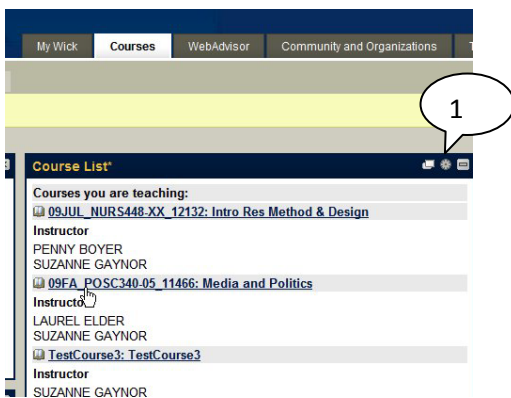 My Wick Courses WebAdvisor Community and Organizations
1
Course List*
Courses you are teaching:
09JUL_NURS448-XX_12132: Intro Res Method & Design
Instructor
PENNY BOYER
SUZANNE GAYNOR
09FA_POSC340-05_11466: Media and Politics
Instructo
LAUREL ELDER
SUZANNE GAYNOR
TestCourse3: TestCourse3
Instructor
SUZANNE GAYNOR